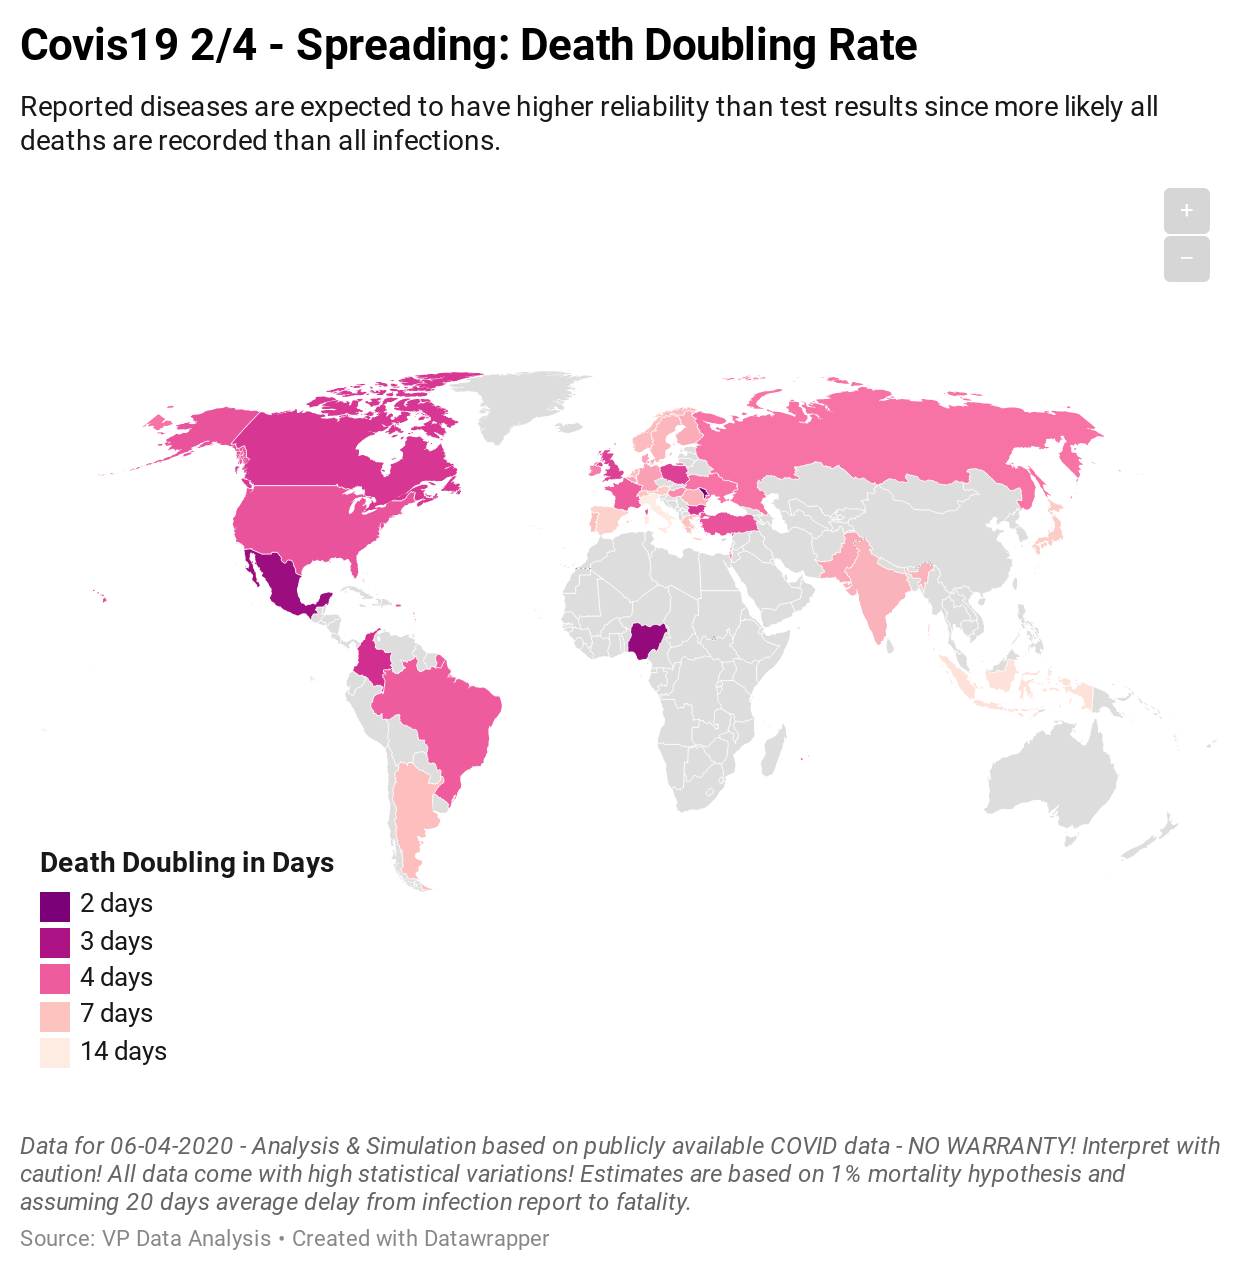 Covis19 2/4 - Spreading: Death Doubling Rate
Reported diseases are expected to have higher reliability than test results since more likely all
deaths are recorded than all infections.
+
−
Death Doubling in Days
2 days
3 days
4 days
7 days
14 days
Data for 06-04-2020 - Analysis & Simulation based on publicly available COVID data - NO WARRANTY! Interpret with
caution! All data come with high statistical variations! Estimates are based on 1% mortality hypothesis and
assuming 20 days average delay from infection report to fatality.
Source: VP Data Analysis • Created with Datawrapper